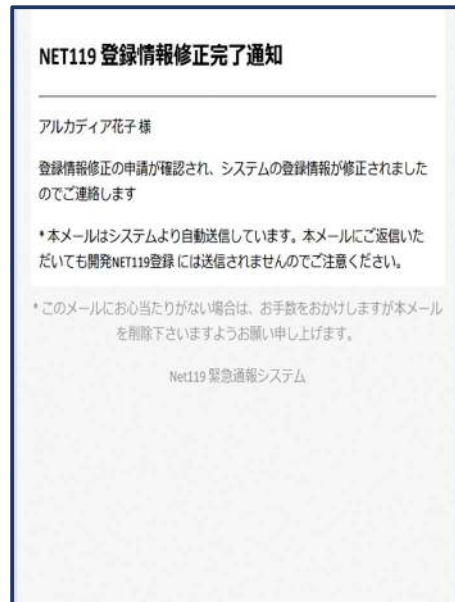 NET119 登録情報修正完了通知
アルカディア花子 様
登録情報修正の申請が確認され、システムの登録情報が修正されました
のでご連絡します
* 本メールはシステムより自動送信しています。本メールにご返信いた
だいても開発NET119登録 には送信されませんのでご注意ください。
* このメールにお心当たりがない場合は、お手数をおかけしますが本メール
を削除下さいますようお願い申し上げます。
Net119 緊急通報システム